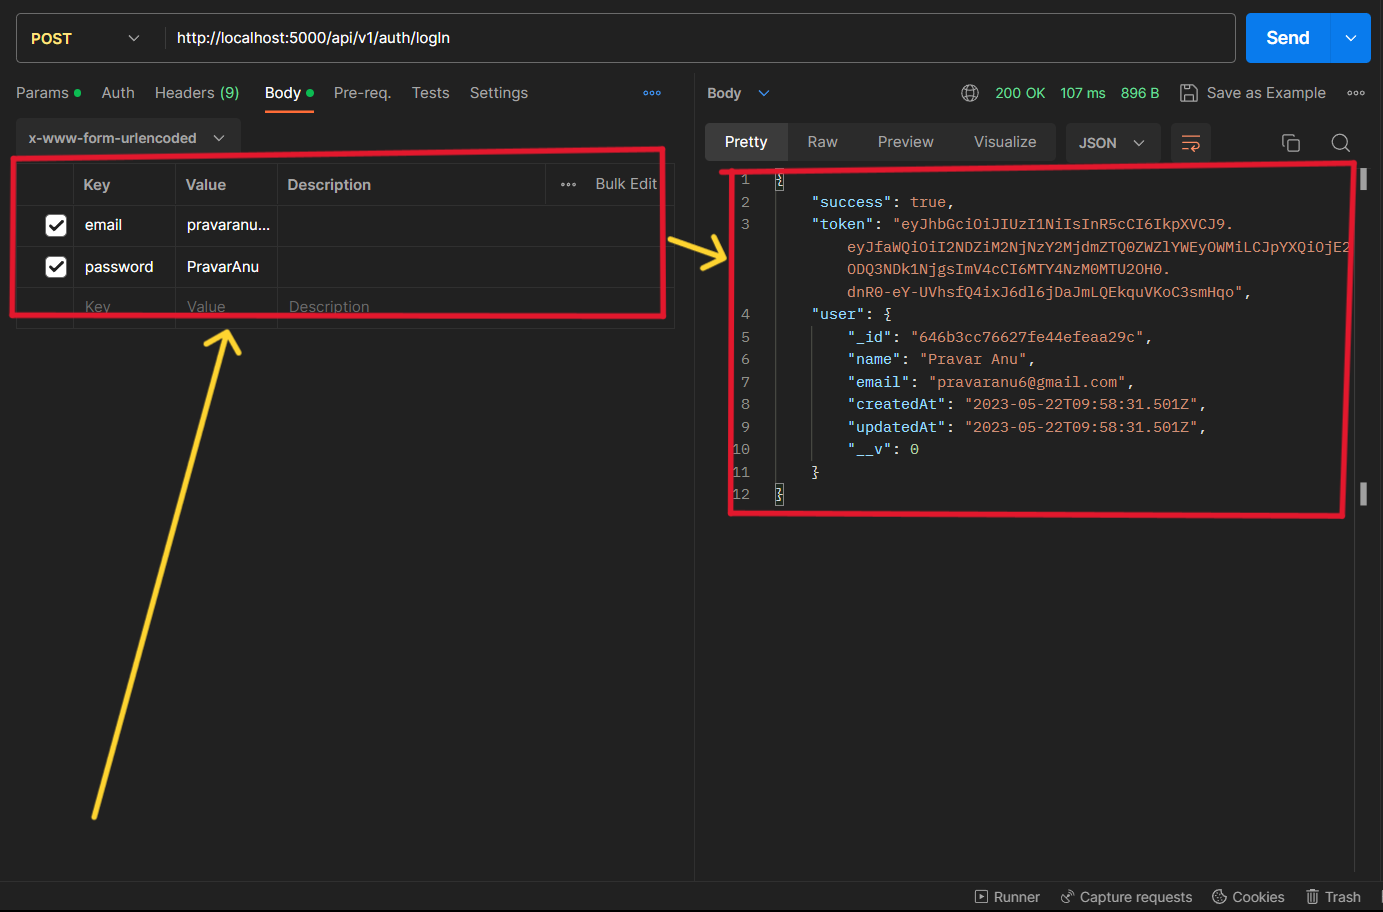 POST http://localhost:5000/api/v1/auth/logIn Send
Params Auth Headers (9) Body Pre-req. Tests Settings
x-www-form-urlencoded
Key Value Description Bulk Edit
email pravaranu...
password PravarAnu
Key Value Description
Body 200 OK 107 ms 896 B Save as Example
Pretty Raw Preview Visualize JSON
1 {
2 "success": true,
3 "token": "eyJhbGciOiJIUzI1NiIsInR5cCI6IkpXVCJ9.
eyJfaWQiOiI2NDZiM2NjNzY2MjdmZTQ0ZWZlYWEyOWMiLCJpYXQiOjE2
ODQ3NDk1NjgsImV4cCI6MTY4NzM0MTU2OH0.
dnR0-eY-UVhsfQ4ixJ6dl6jDaJmLQEkquVKoC3smHqo",
4 "user": {
5 "_id": "646b3cc76627fe44efeaa29c",
6 "name": "Pravar Anu",
7 "email": "pravaranu6@gmail.com",
8 "createdAt": "2023-05-22T09:58:31.501Z",
9 "updatedAt": "2023-05-22T09:58:31.501Z",
10 "__v": 0
11 }
12 }
Runner Capture requests Cookies Trash